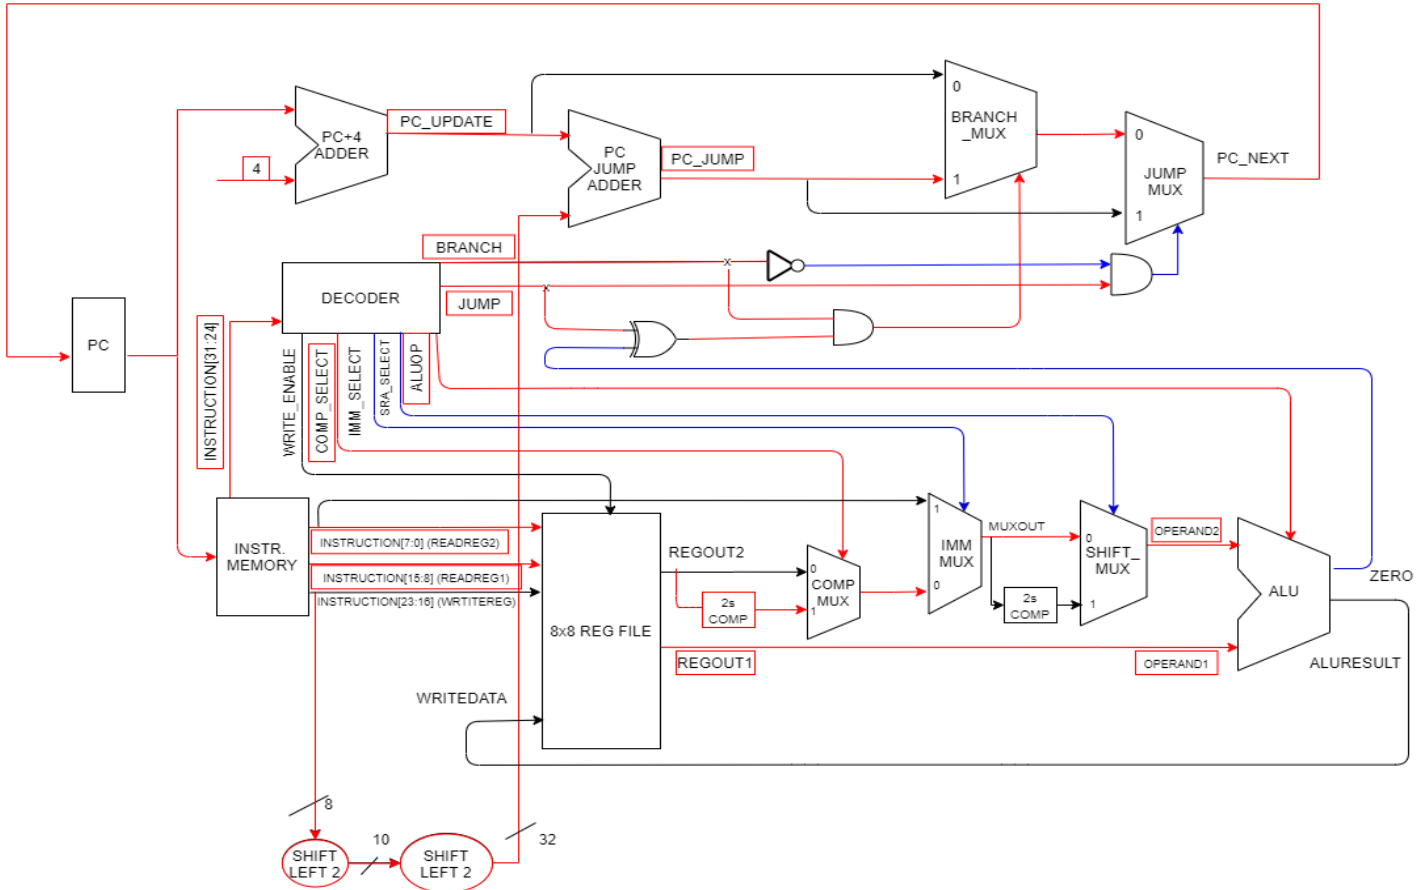 0
BRANCH
_MUX
1
PC_UPDATE
PC+4
ADDER
4
PC
JUMP
ADDER
PC_JUMP
0
JUMP
MUX
1
PC_NEXT
BRANCH
x
DECODER
JUMP
x
PC
INSTRUCTION[31:24]
WRITE_ENABLE
COMP_SELECT
IMM_SELECT
SRA_SELECT
ALUOP
INSTR.
MEMORY
INSTRUCTION[7:0] (READREG2)
INSTRUCTION[15:8] (READREG1)
INSTRUCTION[23:16] (WRTITEREG)
8x8 REG FILE
REGOUT2
2s
COMP
0
COMP
MUX
1
1
IMM
MUX
0
MUXOUT
2s
COMP
0
SHIFT_
MUX
1
OPERAND2
ALU
ZERO
REGOUT1
OPERAND1
ALURESULT
WRITEDATA
8
SHIFT
LEFT 2
10
SHIFT
LEFT 2
32